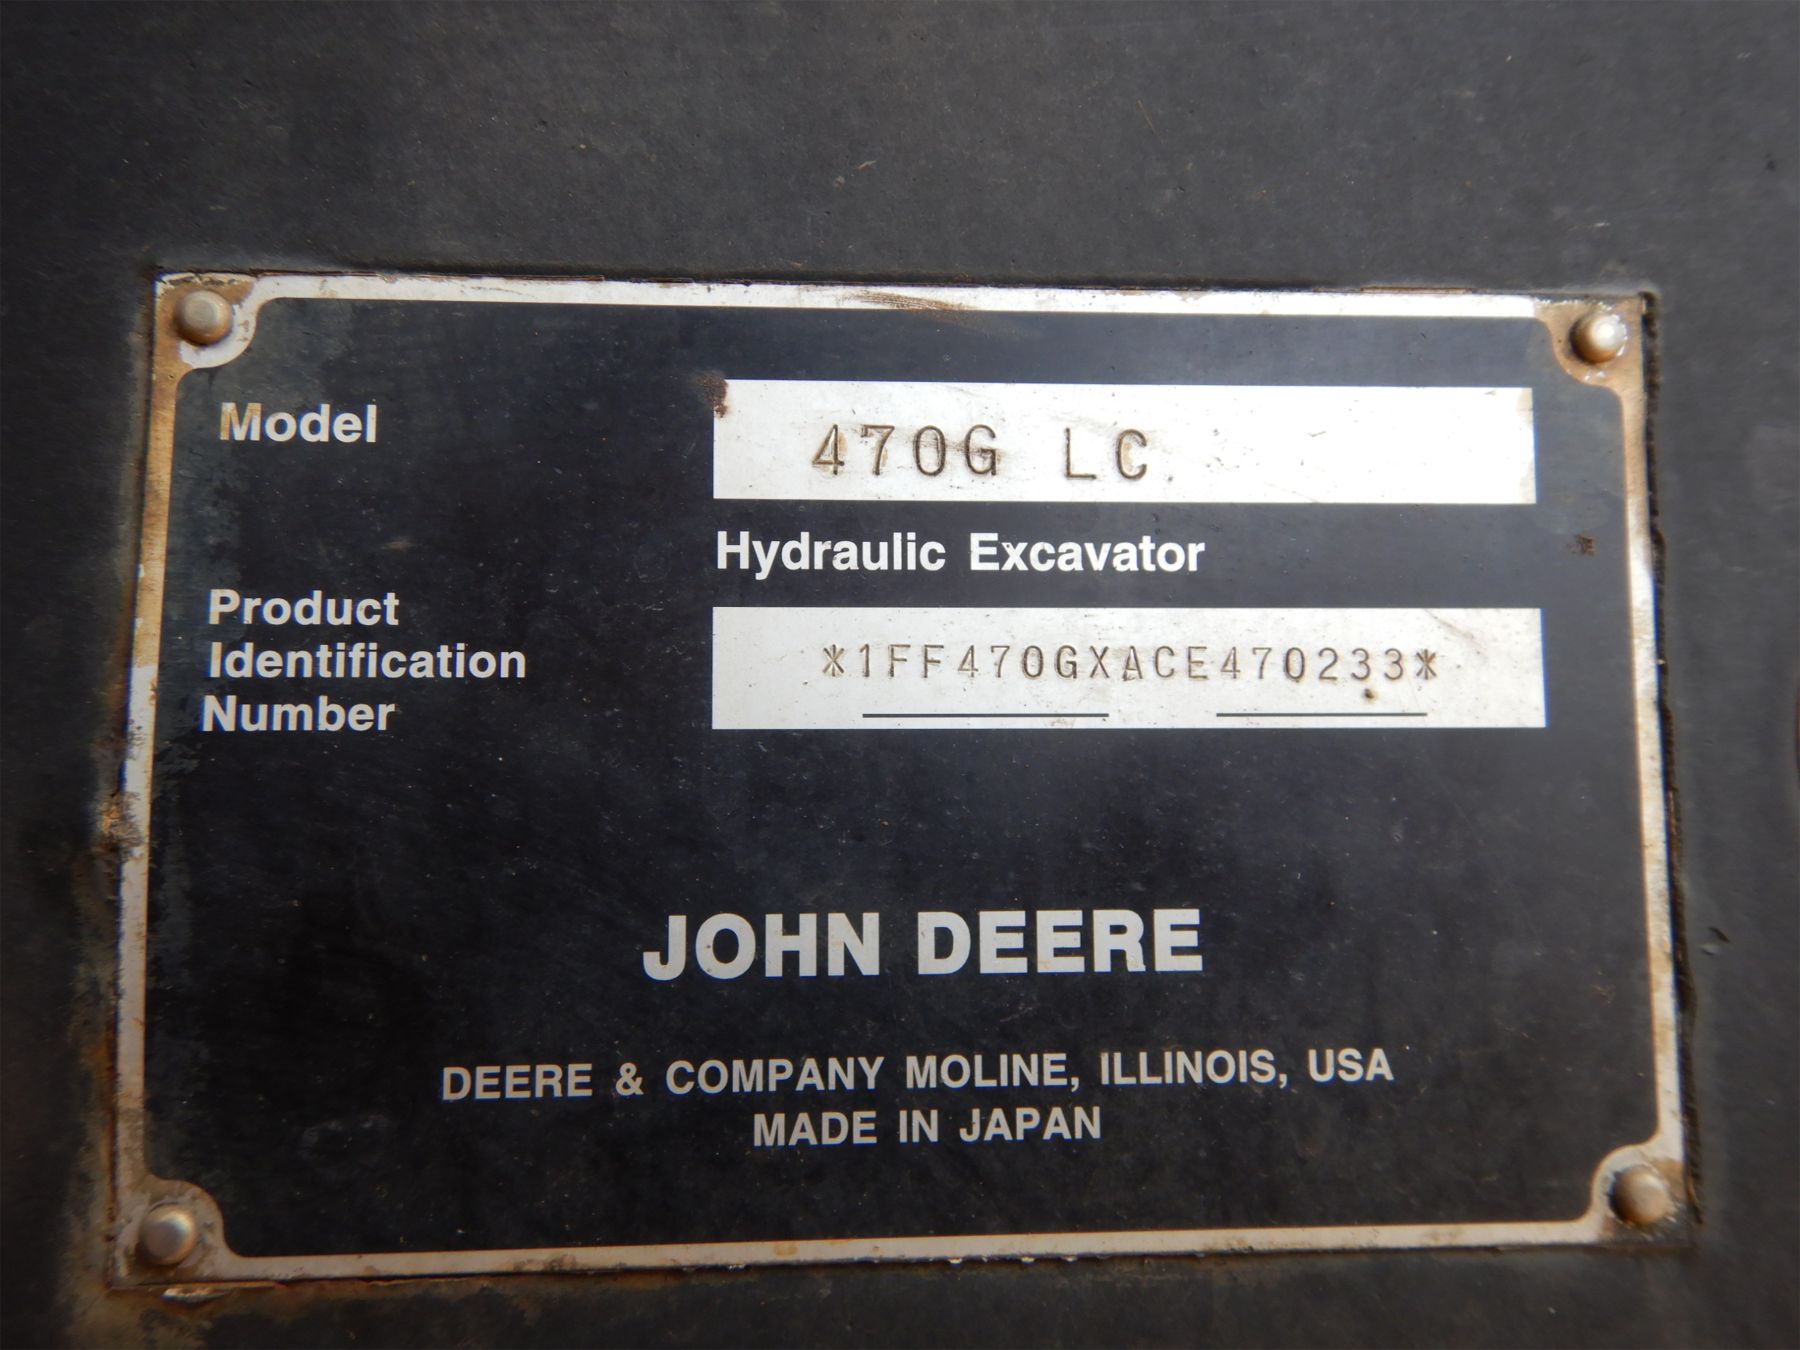 Model
470G LC
Hydraulic Excavator
Product
Identification
Number
*1FF470GXACE470233*
JOHN DEERE
DEERE & COMPANY MOLINE, ILLINOIS, USA
MADE IN JAPAN